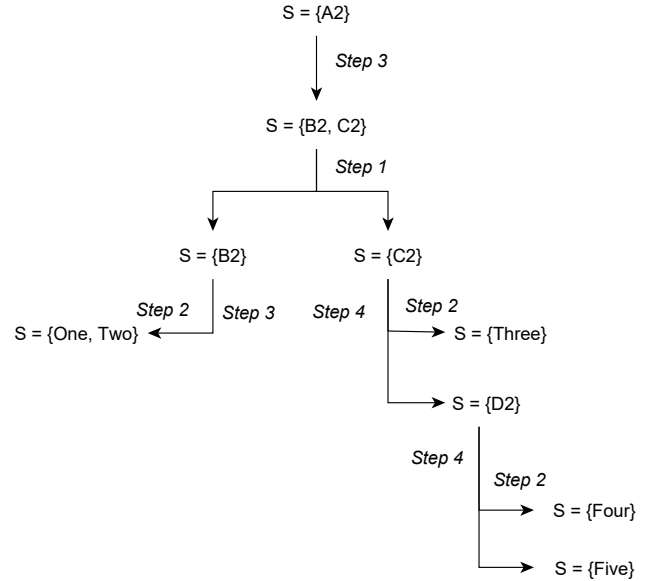 S = {A2}
Step 3
S = {B2, C2}
Step 1
S = {B2}
S = {C2}
Step 2
Step 3
Step 4
Step 2
S = {One, Two}
S = {Three}
S = {D2}
Step 4
Step 2
S = {Four}
S = {Five}